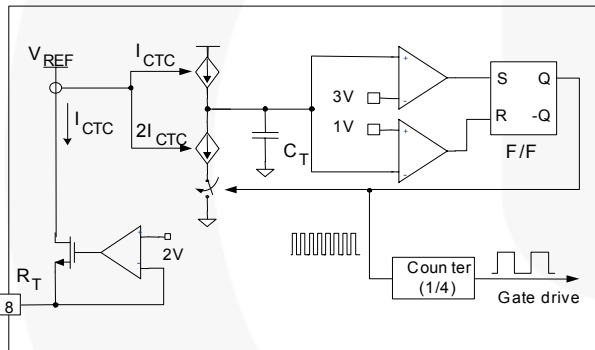 VREF
ICTC
ICTC
2ICTC
CT
3V
1V
+
-
+
-
S Q
R -Q
F/F
RT
+
-
2V
8
Counter
(1/4)
Gate drive